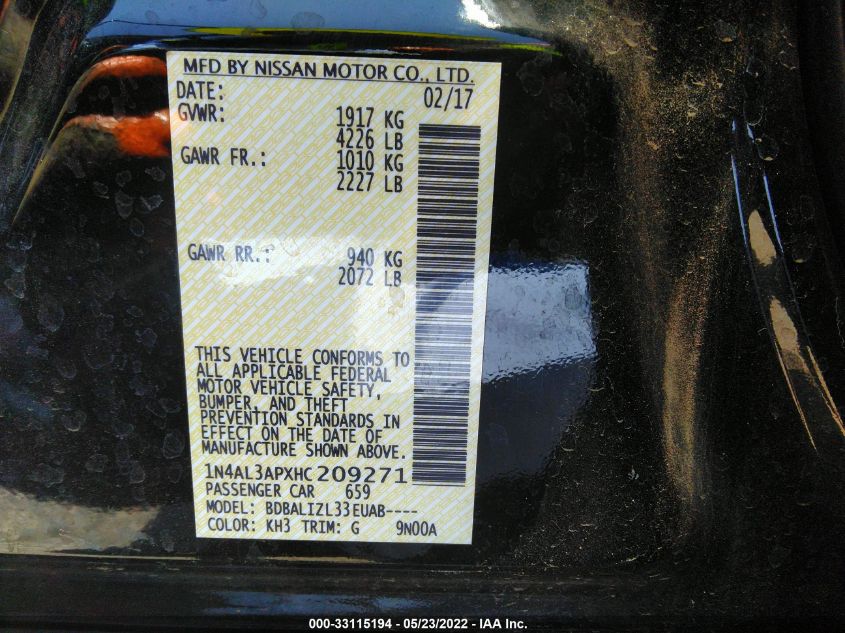 MFD BY NISSAN MOTOR CO., LTD.
DATE: 02/17
GVWR: 1917 KG
4226 LB
GAWR FR.: 1010 KG
2227 LB
GAWR RR.: 940 KG
2072 LB
THIS VEHICLE CONFORMS TO
ALL APPLICABLE FEDERAL
MOTOR VEHICLE SAFETY,
BUMPER, AND THEFT
PREVENTION STANDARDS IN
EFFECT ON THE DATE OF
MANUFACTURE SHOWN ABOVE.
1N4AL3APXHC209271
PASSENGER CAR 659
MODEL: BDBALIZL33EUAB----
COLOR: KH3 TRIM: G 9N00A
000-33115194 - 05/23/2022 - IAA Inc.